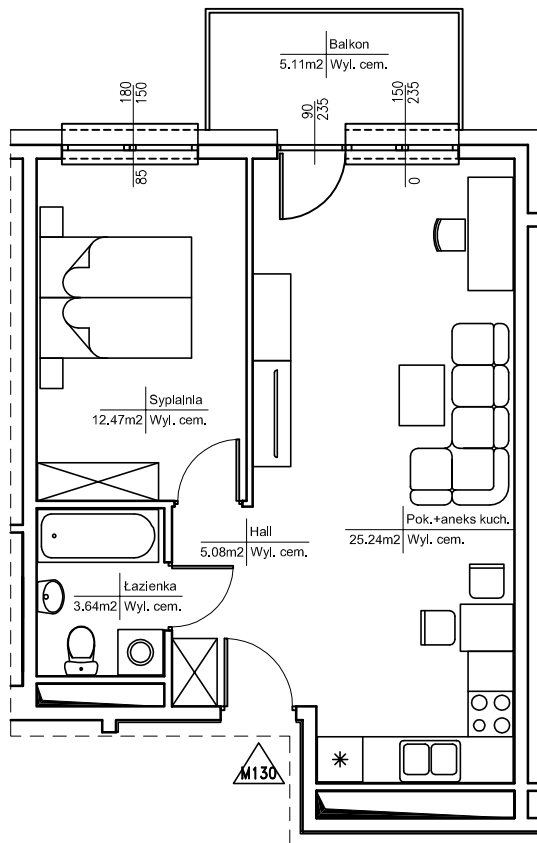 Balkon
5.11m2 Wyl. cem.
180
150
90
235
150
235
85
0
Sypialnia
12.47m2 Wyl. cem.
Hall
5.08m2 Wyl. cem.
Pok.+aneks kuch.
25.24m2 Wyl. cem.
Łazienka
3.64m2 Wyl. cem.
M130